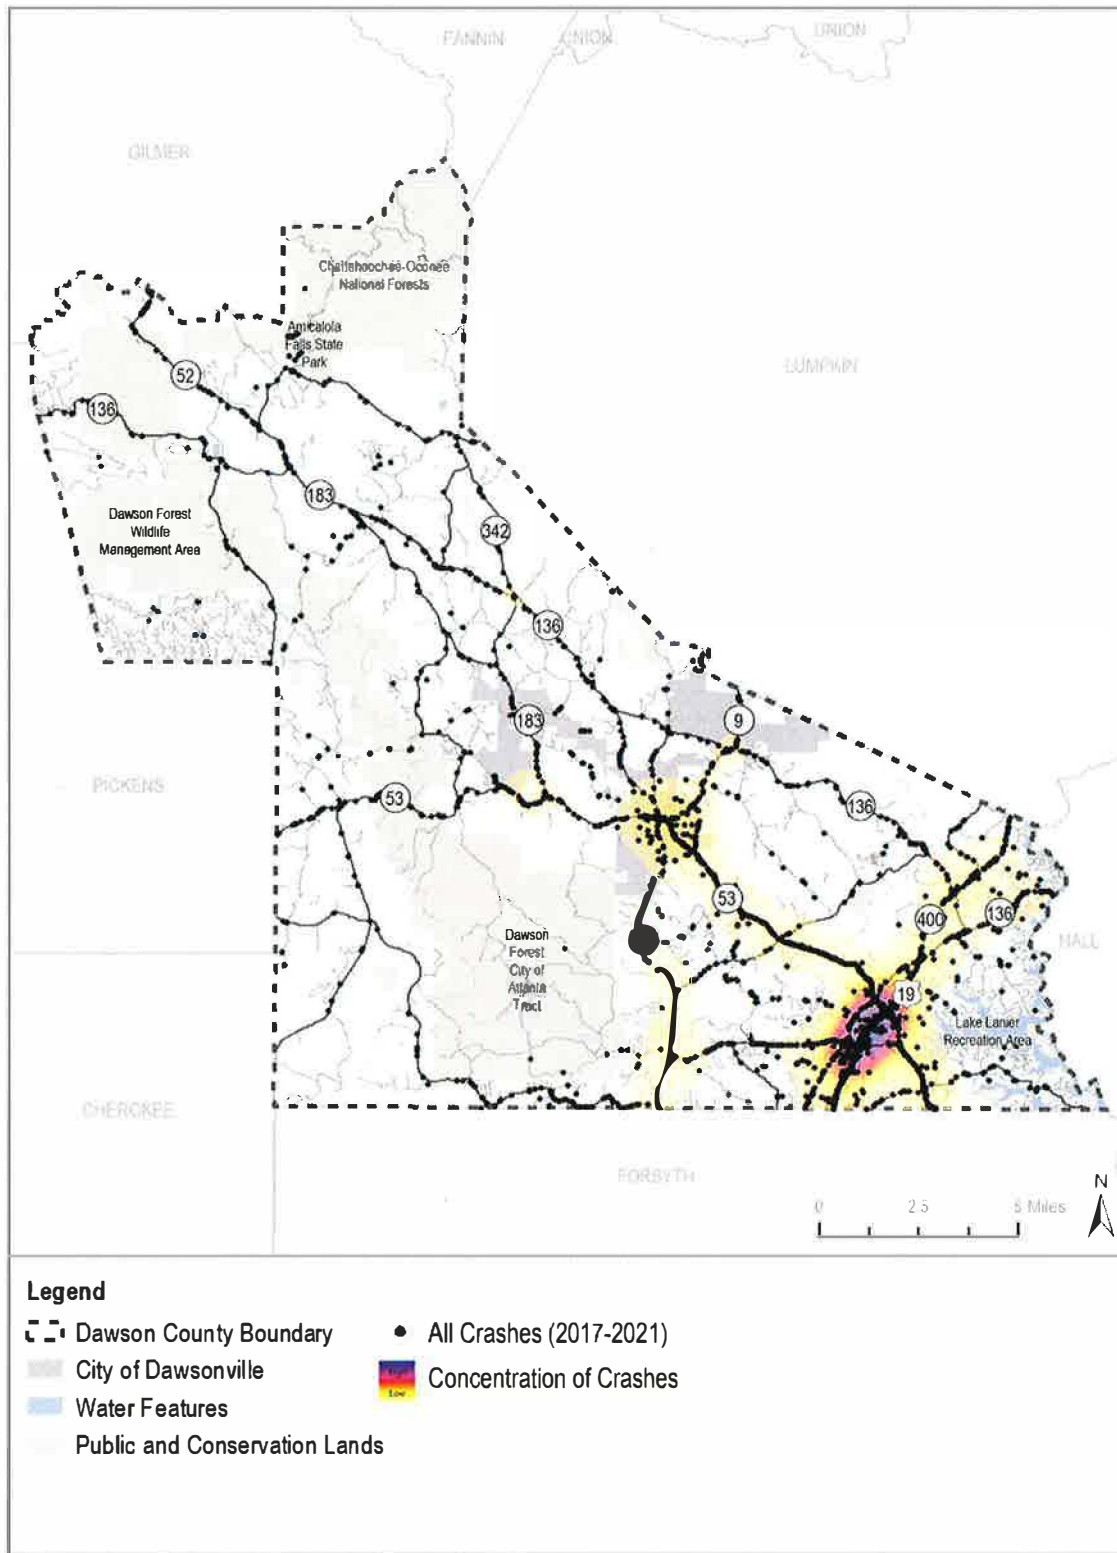 FANNIN
UNION
UNION
GILMER
Chattahoochee-Oconee
National Forests
Amicalola
Falls State
Park
LUMPKIN
52
136
183
342
Dawson Forest
Wildlife
Management Area
136
183
9
PICKENS
53
136
53
400
136
HALL
Dawson
Forest
City of
Atlanta
Tract
19
Lake Lanier
Recreation Area
CHEROKEE
FORSYTH
N
0 2.5 5 Miles
Legend
Dawson County Boundary
All Crashes (2017-2021)
City of Dawsonville
High
Low
Concentration of Crashes
Water Features
Public and Conservation Lands